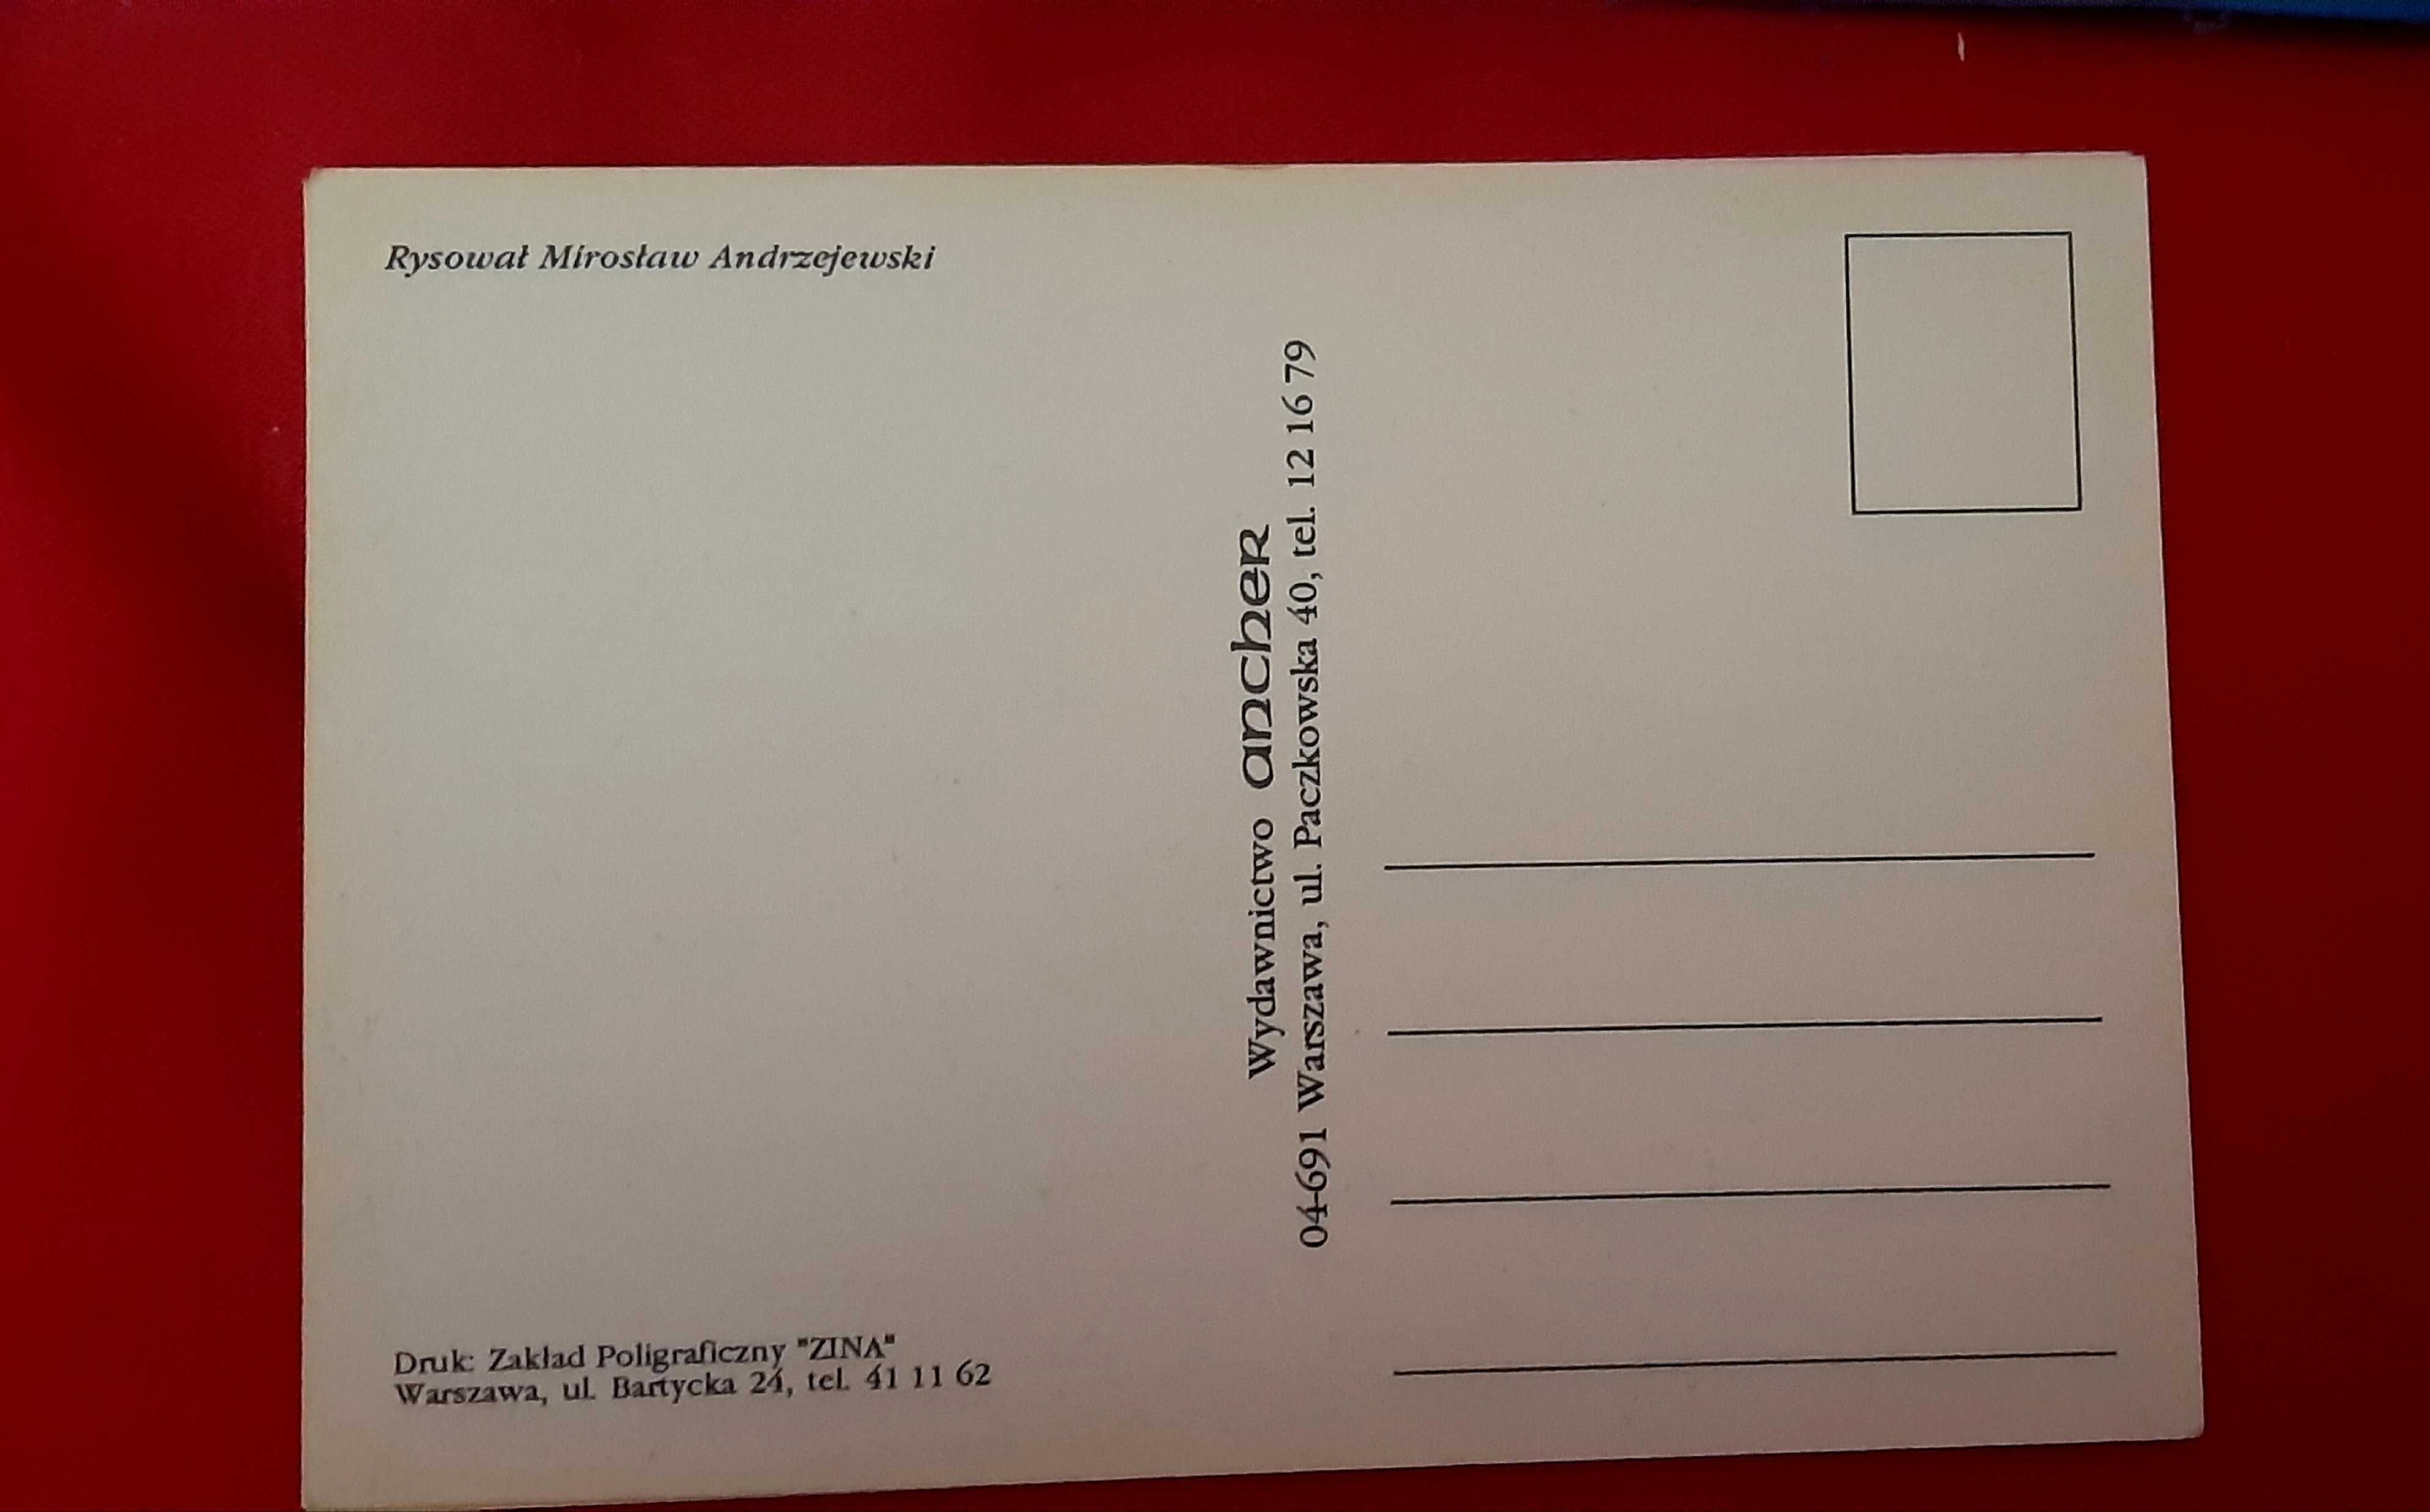 Rysował Mirosław Andrzejewski
Wydawnictwo ancher
04-691 Warszawa, ul. Paczkowska 40, tel. 12 16 79
Druk: Zakład Poligraficzny "ZINA"
Warszawa, ul. Bartycka 24, tel. 41 11 62